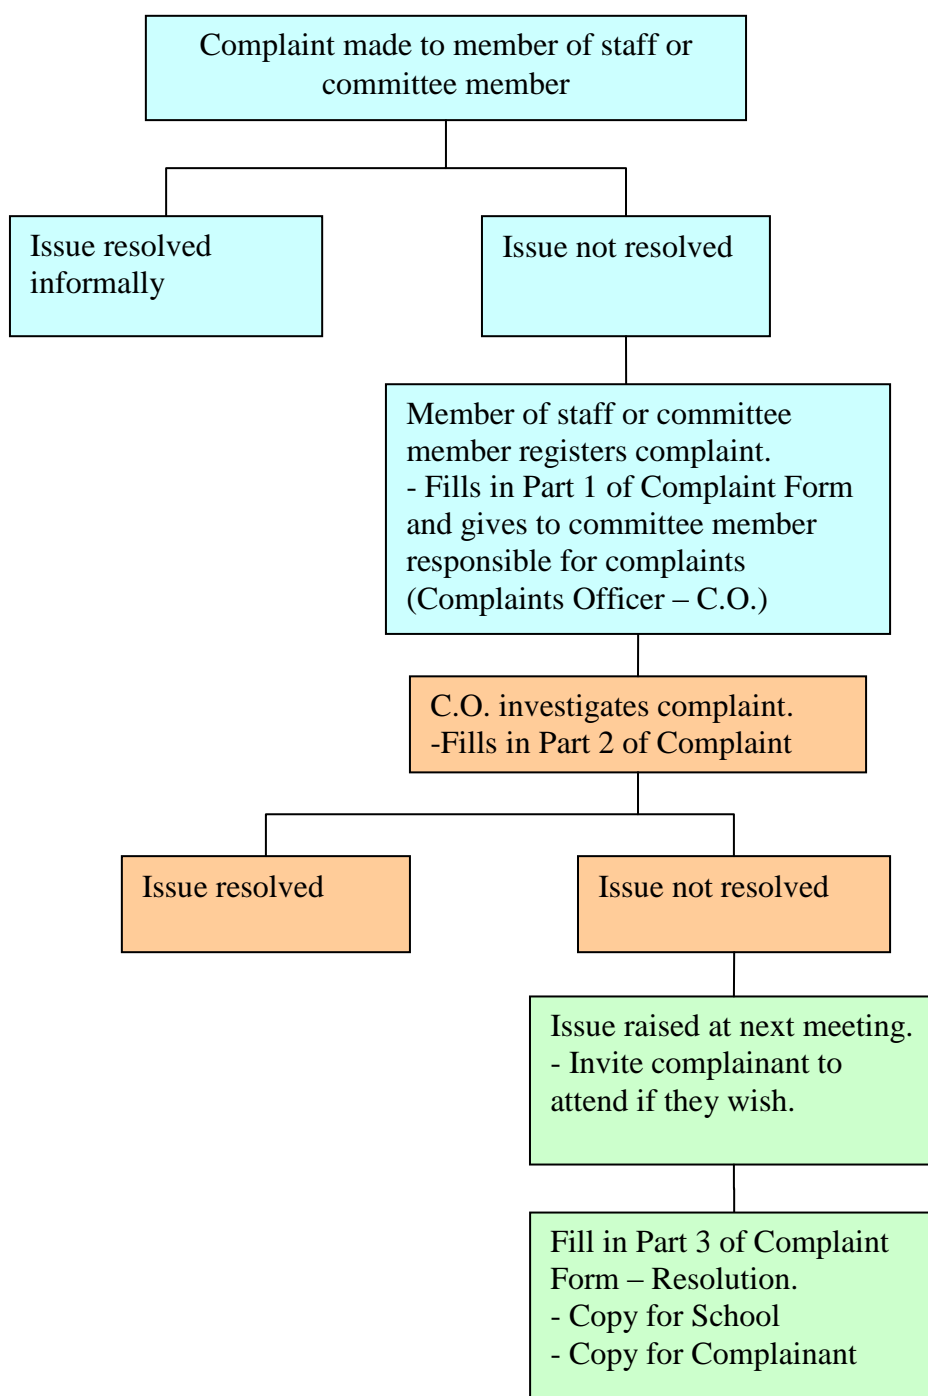 Complaint made to member of staff or
committee member
Issue resolved
informally
Issue not resolved
Member of staff or committee
member registers complaint.
- Fills in Part 1 of Complaint Form
and gives to committee member
responsible for complaints
(Complaints Officer – C.O.)
C.O. investigates complaint.
-Fills in Part 2 of Complaint
Issue resolved
Issue not resolved
Issue raised at next meeting.
- Invite complainant to
attend if they wish.
Fill in Part 3 of Complaint
Form – Resolution.
- Copy for School
- Copy for Complainant